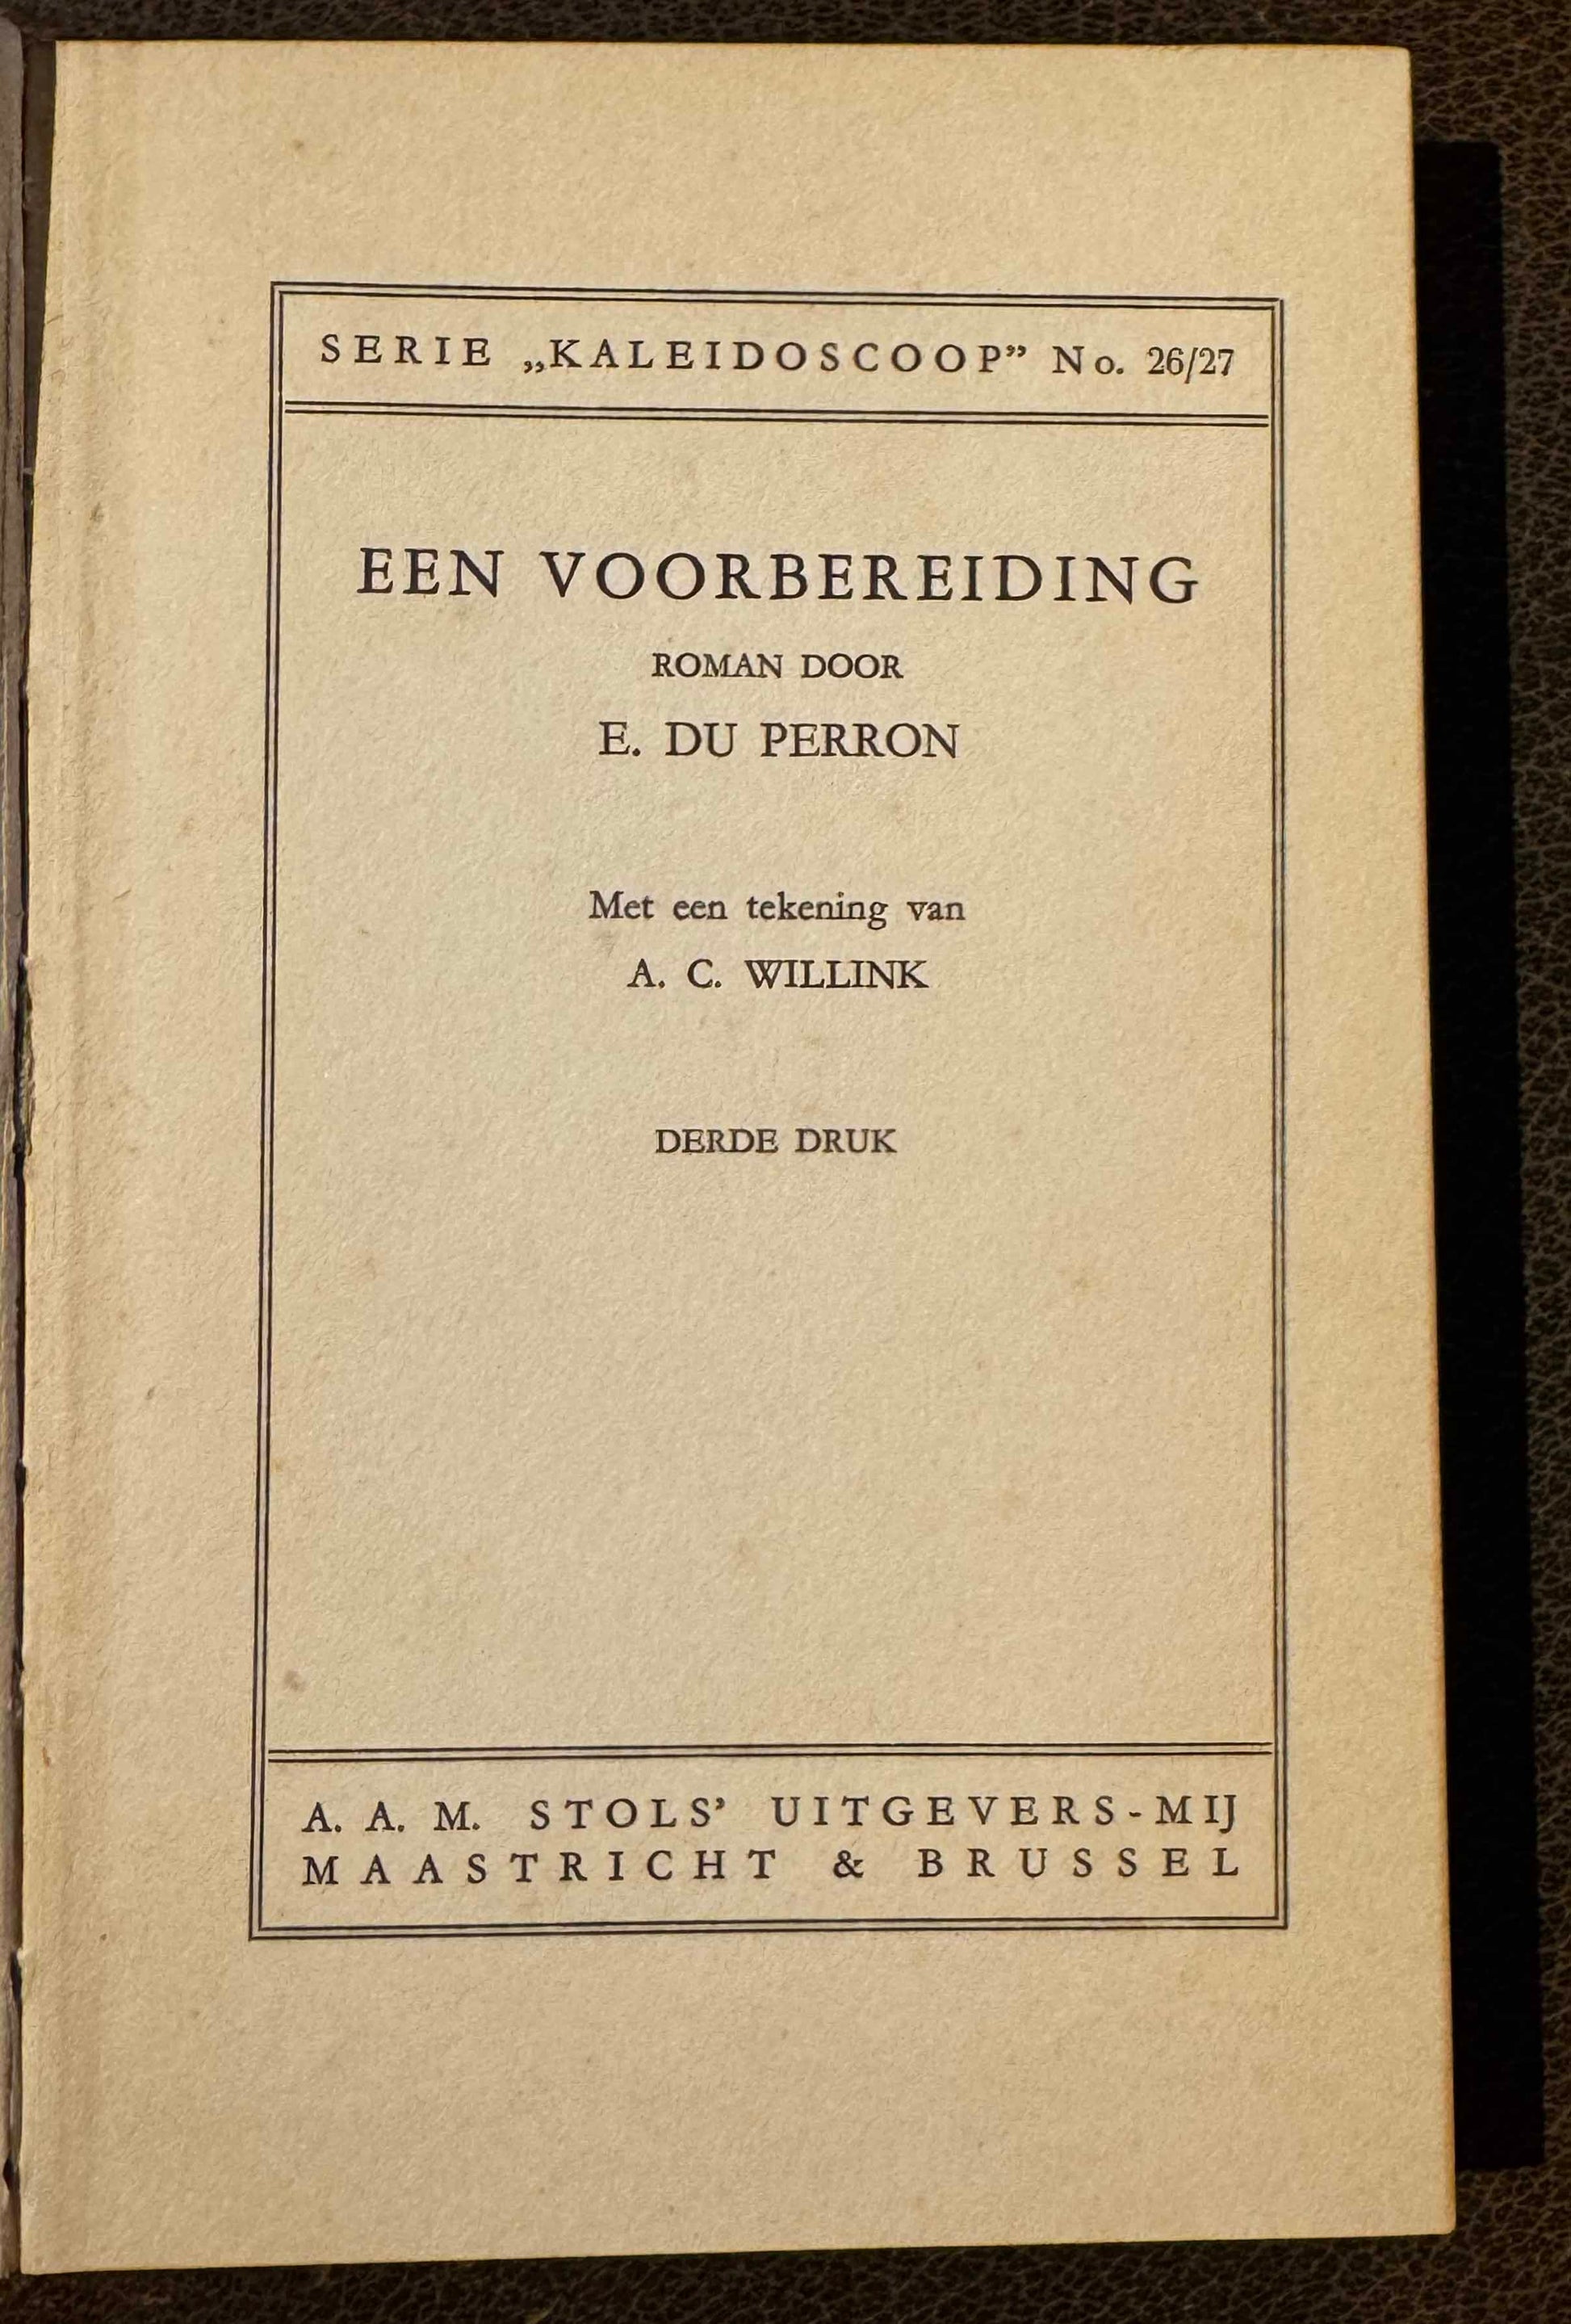 SERIE „KALEIDOSCOOP” No. 26/27
EEN VOORBEREIDING
ROMAN DOOR
E. DU PERRON
Met een tekening van
A. C. WILLINK
DERDE DRUK
A. A. M. STOLS’ UITGEVERS-MIJ
MAASTRICHT & BRUSSEL